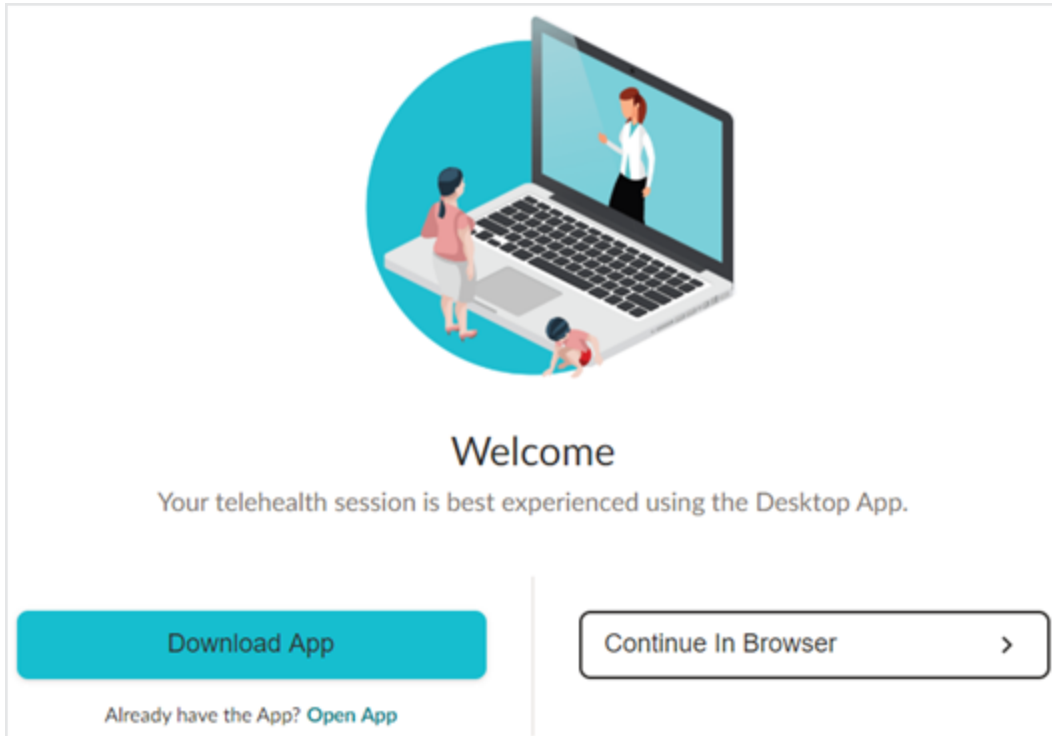 Welcome
Your telehealth session is best experienced using the Desktop App.
Download App
Already have the App? Open App
Continue In Browser